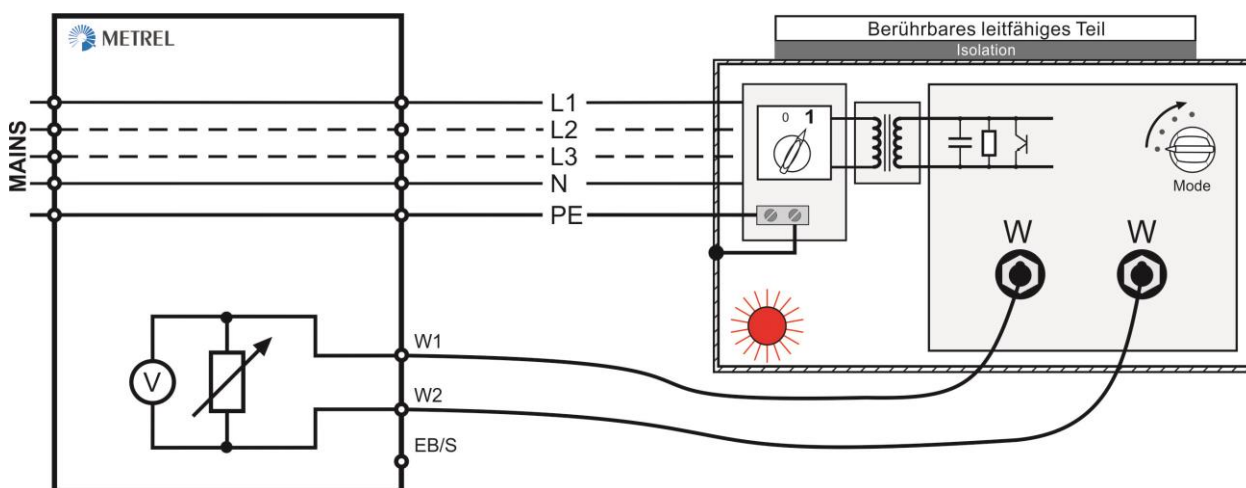 METREL
MAINS
L1
L2
L3
N
PE
W1
W2
EB/S
V
Berührbares leitfähiges Teil
Isolation
0 1
Mode
W W